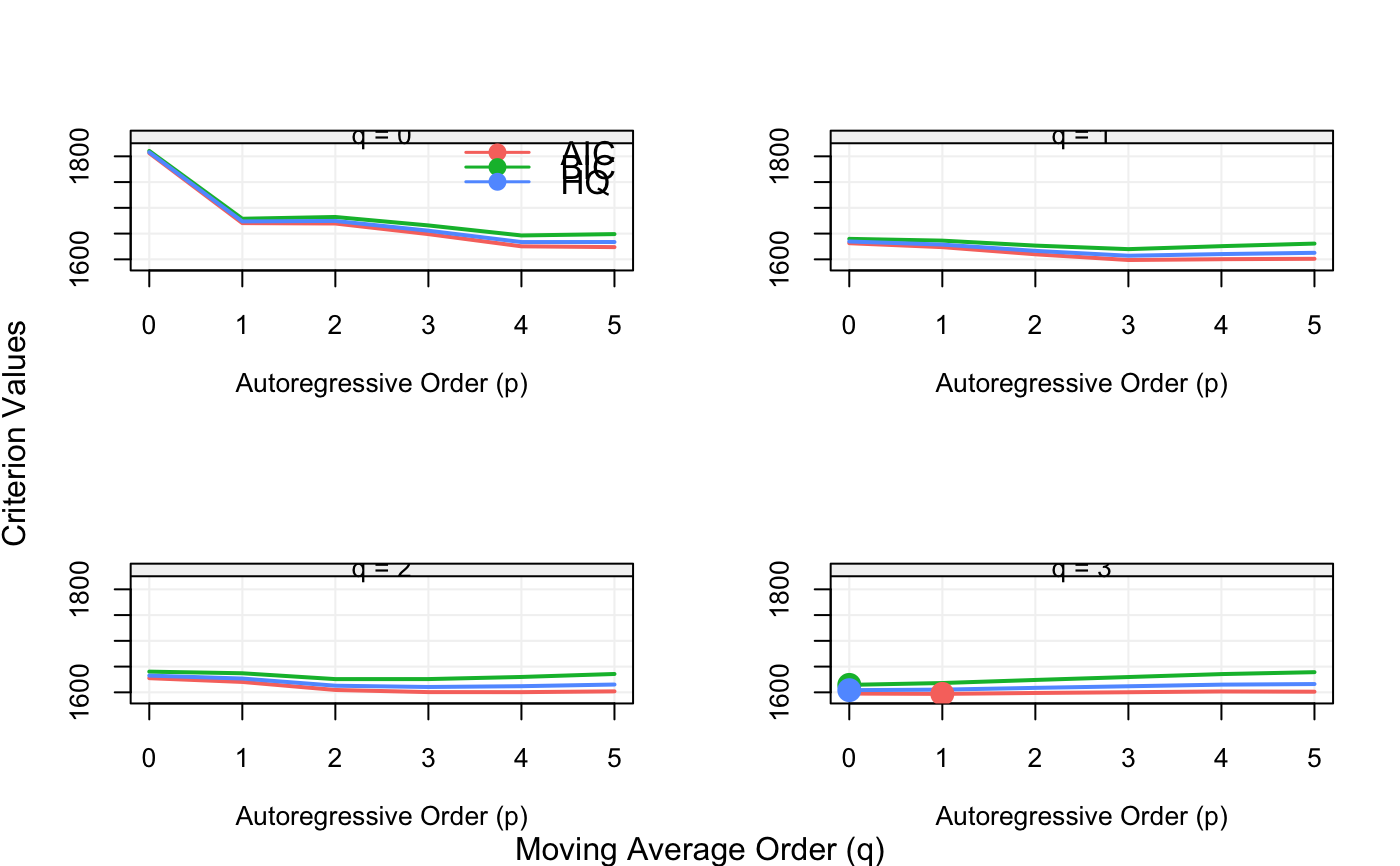 q = 0
1800
1600
AIC
BIC
HQ
0 1 2 3 4 5
Autoregressive Order (p)
q = 1
1800
1600
0 1 2 3 4 5
Autoregressive Order (p)
Criterion Values
q = 2
1800
1600
0 1 2 3 4 5
Autoregressive Order (p)
q = 3
1800
1600
0 1 2 3 4 5
Autoregressive Order (p)
Moving Average Order (q)